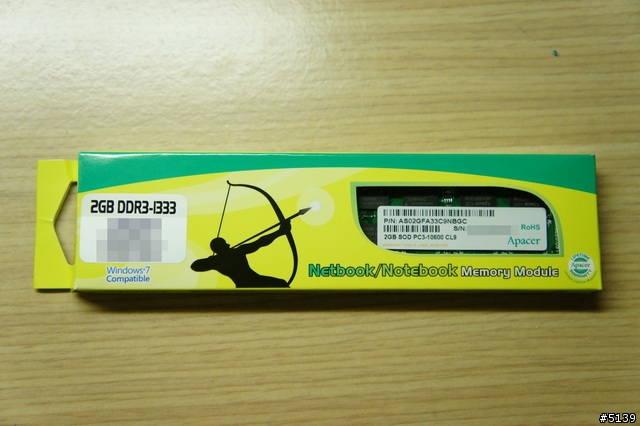 2GB DDR3-1333
Windows®7
Compatible
P/N: AS02GFA33C9NBGC
S/N:
2GB SOD PC3-10600 CL9
RoHS
Apacer
Netbook/Notebook Memory Module
Apacer
#5139